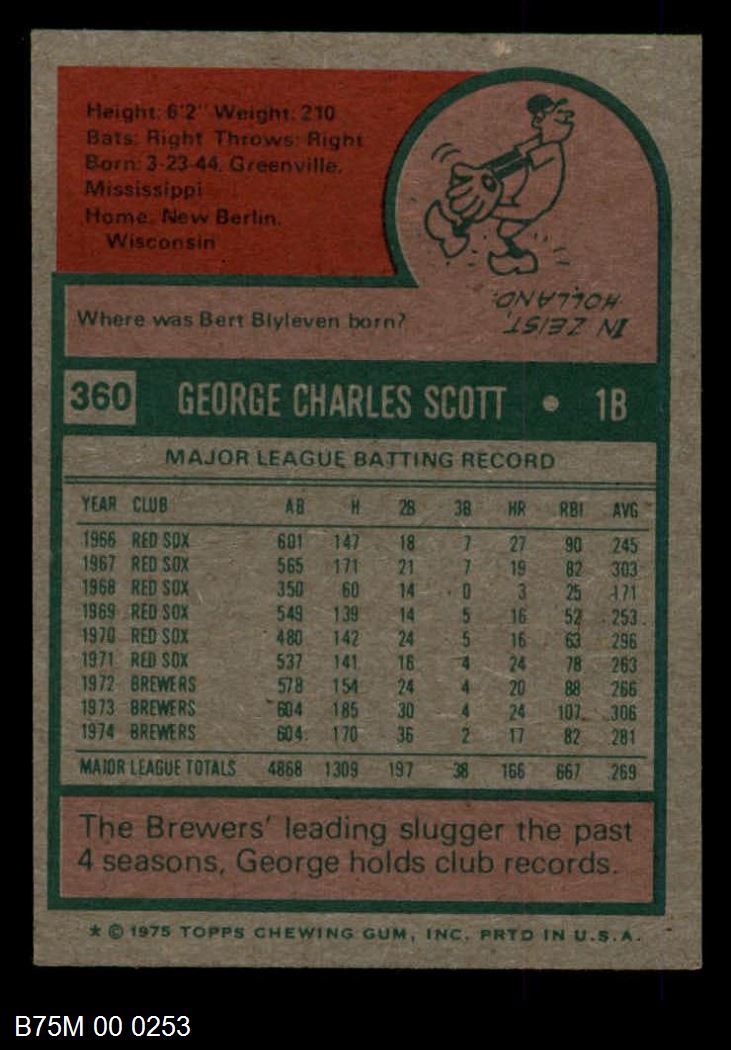 Height: 6'2" Weight: 210
Bats: Right Throws: Right
Born: 3-23-44, Greenville,
Mississippi
Home: New Berlin,
Wisconsin
Where was Bert Blyleven born?
IN ZEIST,
HOLLAND.
360 GEORGE CHARLES SCOTT • 1B
MAJOR LEAGUE BATTING RECORD
YEAR CLUB AB H 2B 3B HR RBI AVG
1966 RED SOX 601 147 18 7 27 90 245
1967 RED SOX 565 171 21 7 19 82 303
1968 RED SOX 350 60 14 0 3 25 .171
1969 RED SOX 549 139 14 5 16 52 253
1970 RED SOX 480 142 24 5 16 63 296
1971 RED SOX 537 141 16 4 24 78 263
1972 BREWERS 578 154 24 4 20 88 266
1973 BREWERS 604 185 30 4 24 107 .306
1974 BREWERS 604 170 36 2 17 82 281
MAJOR LEAGUE TOTALS 4868 1309 197 38 166 667 269
The Brewers' leading slugger the past
4 seasons, George holds club records.
* © 1975 TOPPS CHEWING GUM, INC. PRTD IN U.S.A.
B75M 00 0253